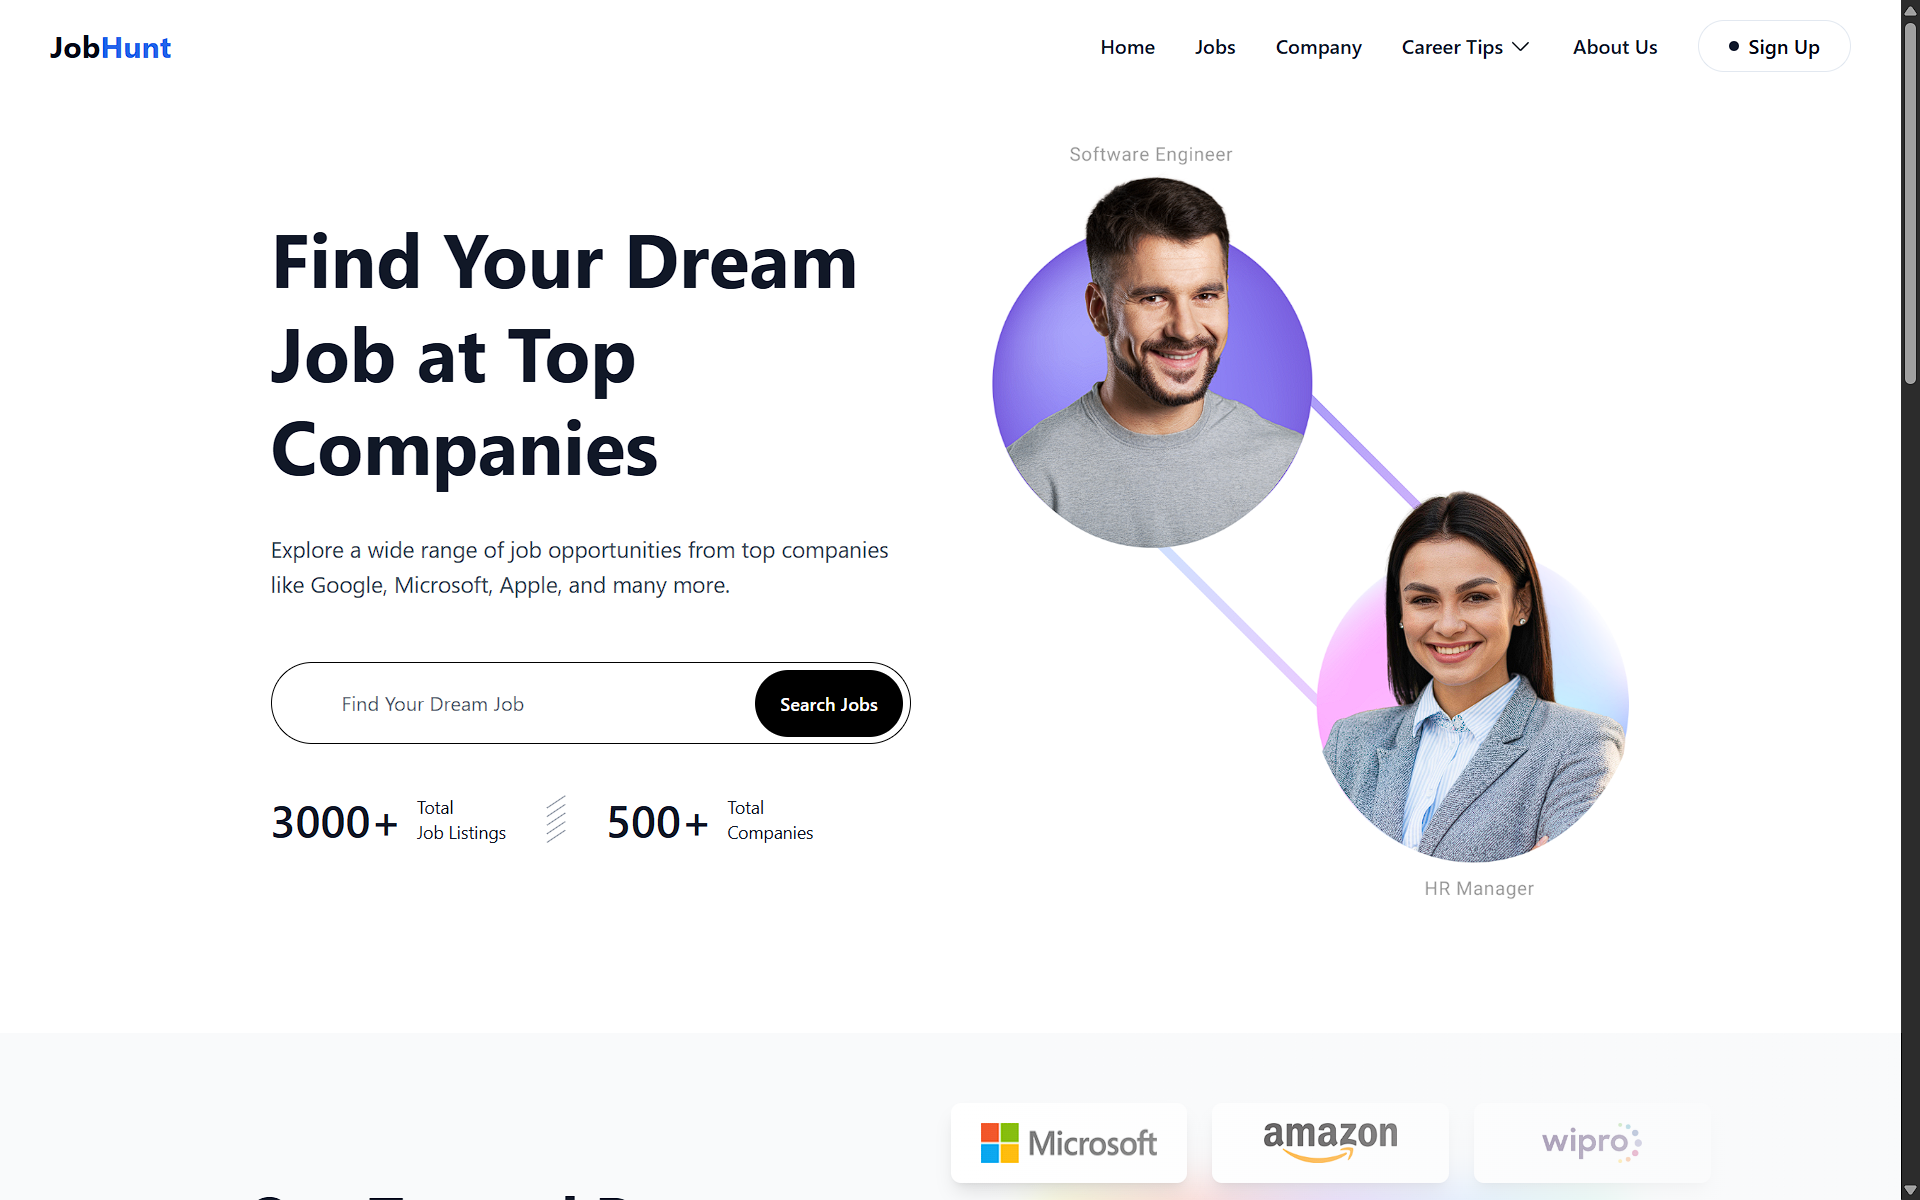 JobHunt
Home Jobs Company Career Tips About Us Sign Up
Software Engineer
Find Your Dream
Job at Top
Companies
Explore a wide range of job opportunities from top companies
like Google, Microsoft, Apple, and many more.
Find Your Dream Job
Search Jobs
3000+
Total
Job Listings
500+
Total
Companies
HR Manager
Microsoft
amazon
wipro